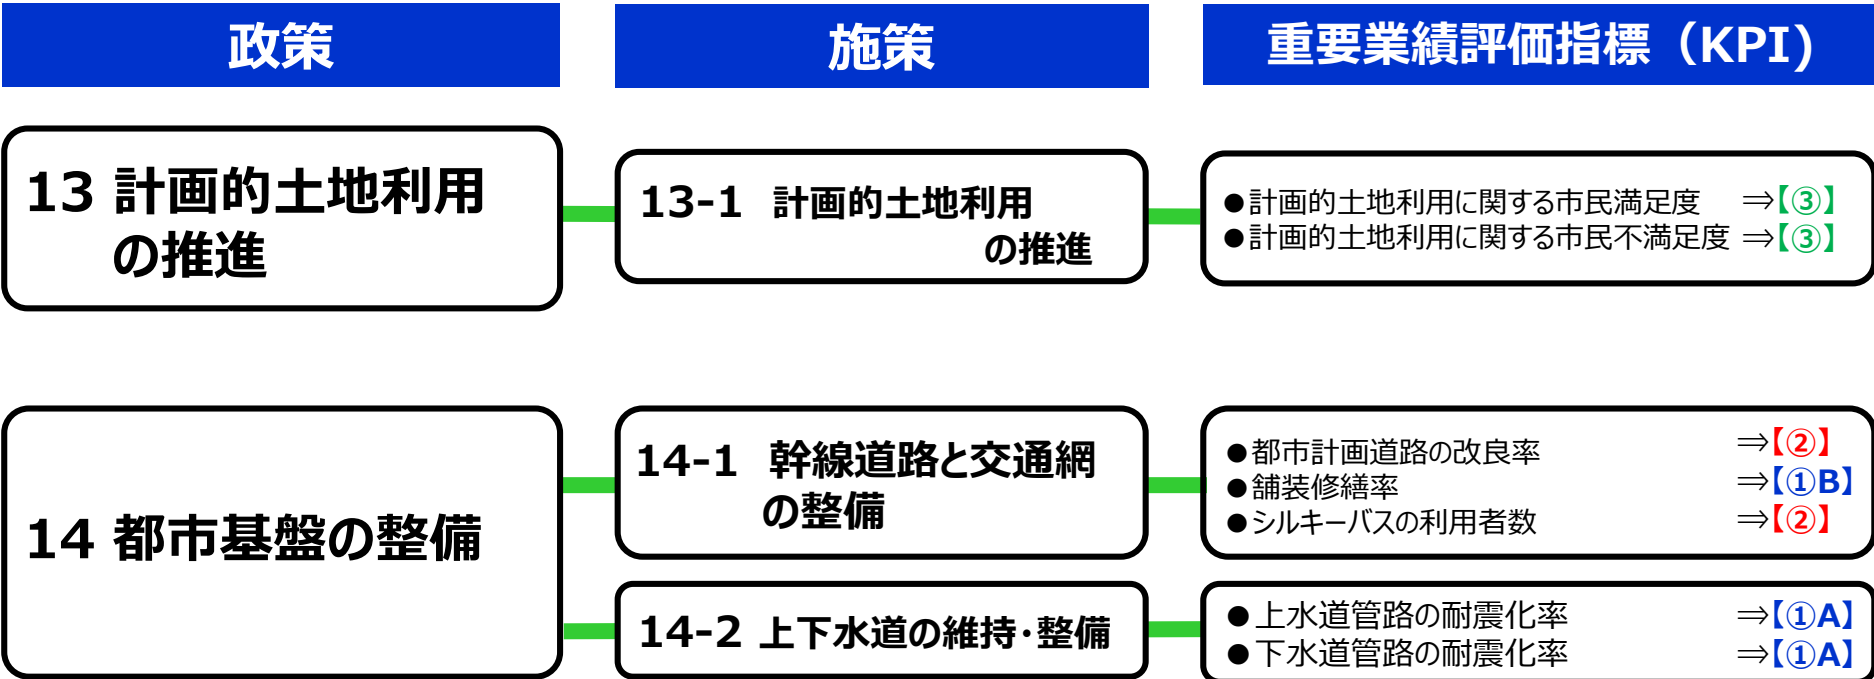 政策
施策
重要業績評価指標（KPI)
13 計画的土地利用
の推進
13-1 計画的土地利用
の推進
●計画的土地利用に関する市民満足度 ⇒【③】
●計画的土地利用に関する市民不満足度 ⇒【③】
14 都市基盤の整備
14-1 幹線道路と交通網
の整備
●都市計画道路の改良率 ⇒【②】
●舗装修繕率 ⇒【①B】
●シルキーバスの利用者数 ⇒【②】
14-2 上下水道の維持・整備
●上水道管路の耐震化率 ⇒【①A】
●下水道管路の耐震化率 ⇒【①A】